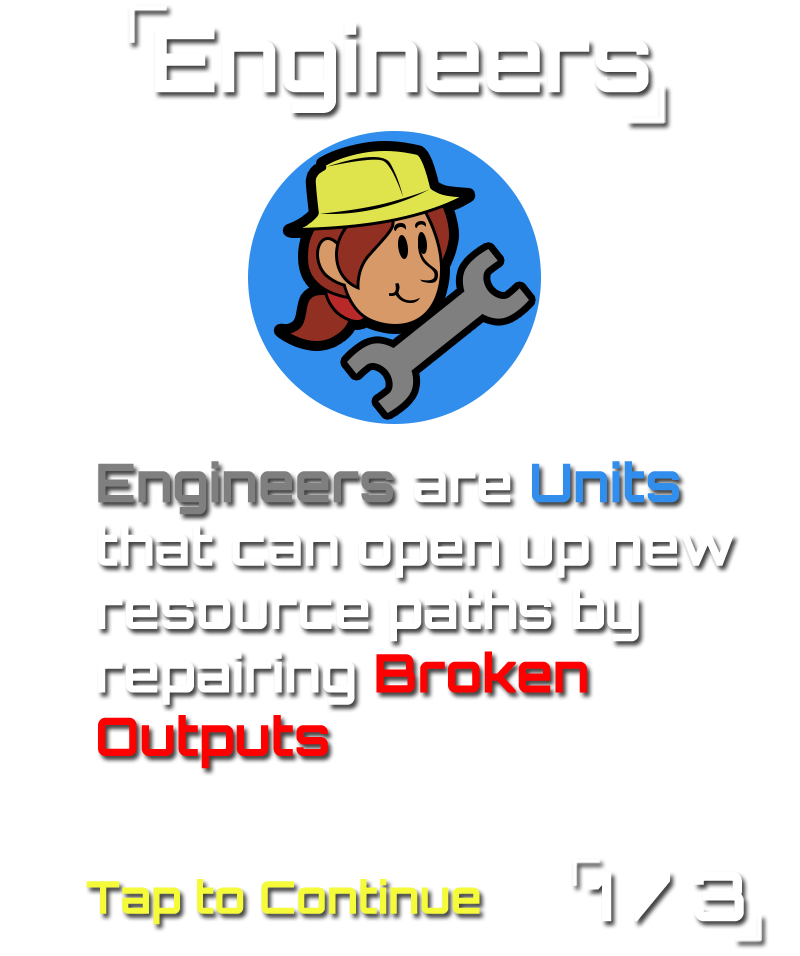 Engineers
Engineers are Units
that can open up new
resource paths by
repairing Broken
Outputs
Tap to Continue
1 / 3